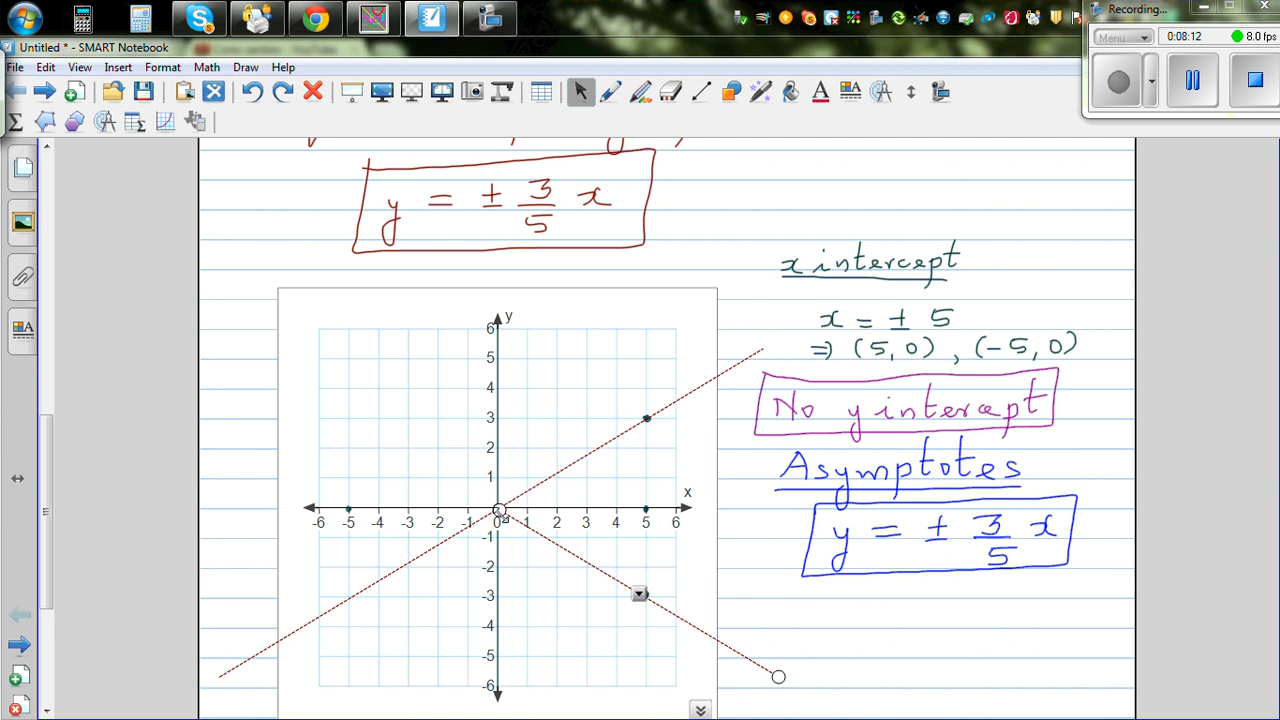 Recording...
Untitled * - SMART Notebook
Menu
0:08:12
8.0 fps
File Edit View Insert Format Math Draw Help
y = ± 3/5 x
x intercept
x = ± 5
⇒ (5, 0) , (-5, 0)
No y intercept
Asymptotes
y = ± 3/5 x
y
6
5
4
3
2
1
x
-6 -5 -4 -3 -2 -1 0 1 2 3 4 5 6
-1
-2
-3
-4
-5
-6